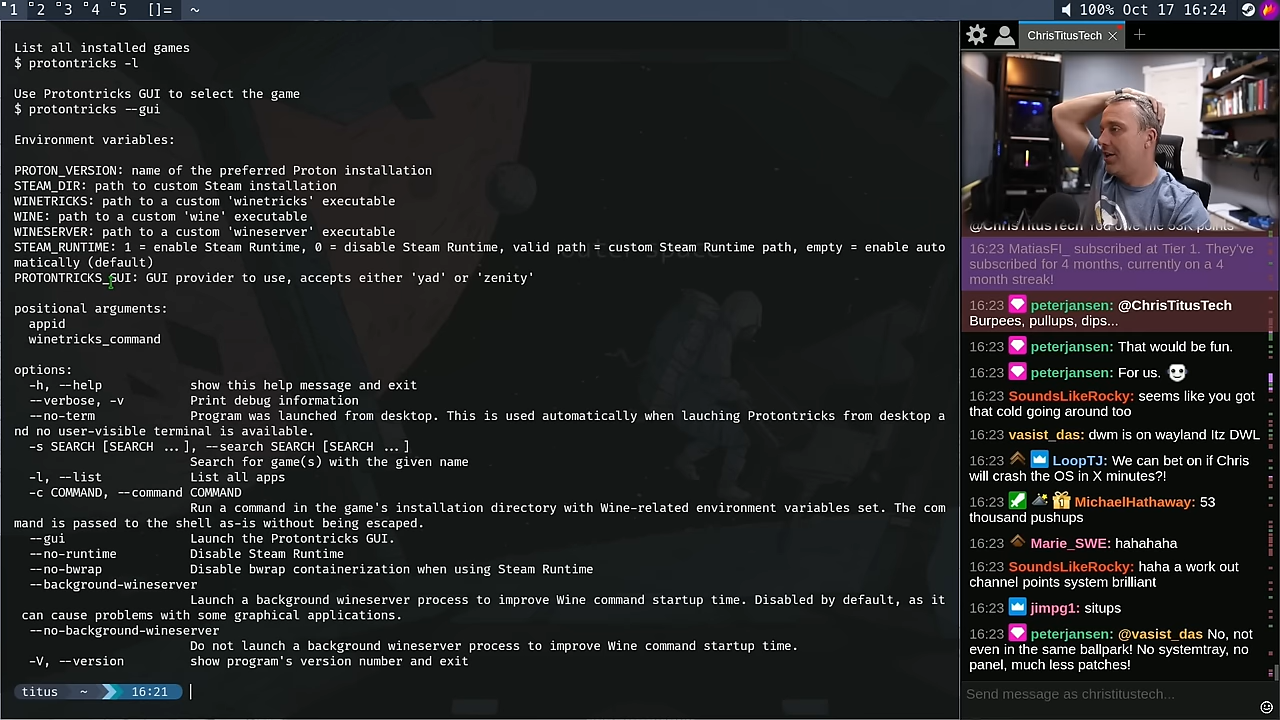 1 2 3 4 5 []= ~
100% Oct 17 16:24
List all installed games
$ protontricks -l
Use Protontricks GUI to select the game
$ protontricks --gui
Environment variables:
PROTON_VERSION: name of the preferred Proton installation
STEAM_DIR: path to custom Steam installation
WINETRICKS: path to a custom 'winetricks' executable
WINE: path to a custom 'wine' executable
WINESERVER: path to a custom 'wineserver' executable
STEAM_RUNTIME: 1 = enable Steam Runtime, 0 = disable Steam Runtime, valid path = custom Steam Runtime path, empty = enable auto
matically (default)
PROTONTRICKS_GUI: GUI provider to use, accepts either 'yad' or 'zenity'
positional arguments:
appid
winetricks_command
options:
-h, --help show this help message and exit
--verbose, -v Print debug information
--no-term Program was launched from desktop. This is used automatically when lauching Protontricks from desktop a
nd no user-visible terminal is available.
-s SEARCH [SEARCH ...], --search SEARCH [SEARCH ...]
Search for game(s) with the given name
-l, --list List all apps
-c COMMAND, --command COMMAND
Run a command in the game's installation directory with Wine-related environment variables set. The com
mand is passed to the shell as-is without being escaped.
--gui Launch the Protontricks GUI.
--no-runtime Disable Steam Runtime
--no-bwrap Disable bwrap containerization when using Steam Runtime
--background-wineserver
Launch a background wineserver process to improve Wine command startup time. Disabled by default, as it
can cause problems with some graphical applications.
--no-background-wineserver
Do not launch a background wineserver process to improve Wine command startup time.
-V, --version show program's version number and exit
titus ~ 16:21
outer space
ChrisTitusTech
@ChrisTitusTech You owe me 53K points
16:23 MatiasFI_ subscribed at Tier 1. They've
subscribed for 4 months, currently on a 4
month streak!
16:23 peterjansen: @ChrisTitusTech
Burpees, pullups, dips...
16:23 peterjansen: That would be fun.
16:23 peterjansen: For us.
16:23 SoundsLikeRocky: seems like you got
that cold going around too
16:23 vasist_das: dwm is on wayland Itz DWL
16:23 LoopTJ: We can bet on if Chris
will crash the OS in X minutes?!
16:23 MichaelHathaway: 53
thousand pushups
16:23 Marie_SWE: hahahaha
16:23 SoundsLikeRocky: haha a work out
channel points system brilliant
16:23 jimpg1: situps
16:23 peterjansen: @vasist_das No, not
even in the same ballpark! No systemtray, no
panel, much less patches!
Send message as christitustech...